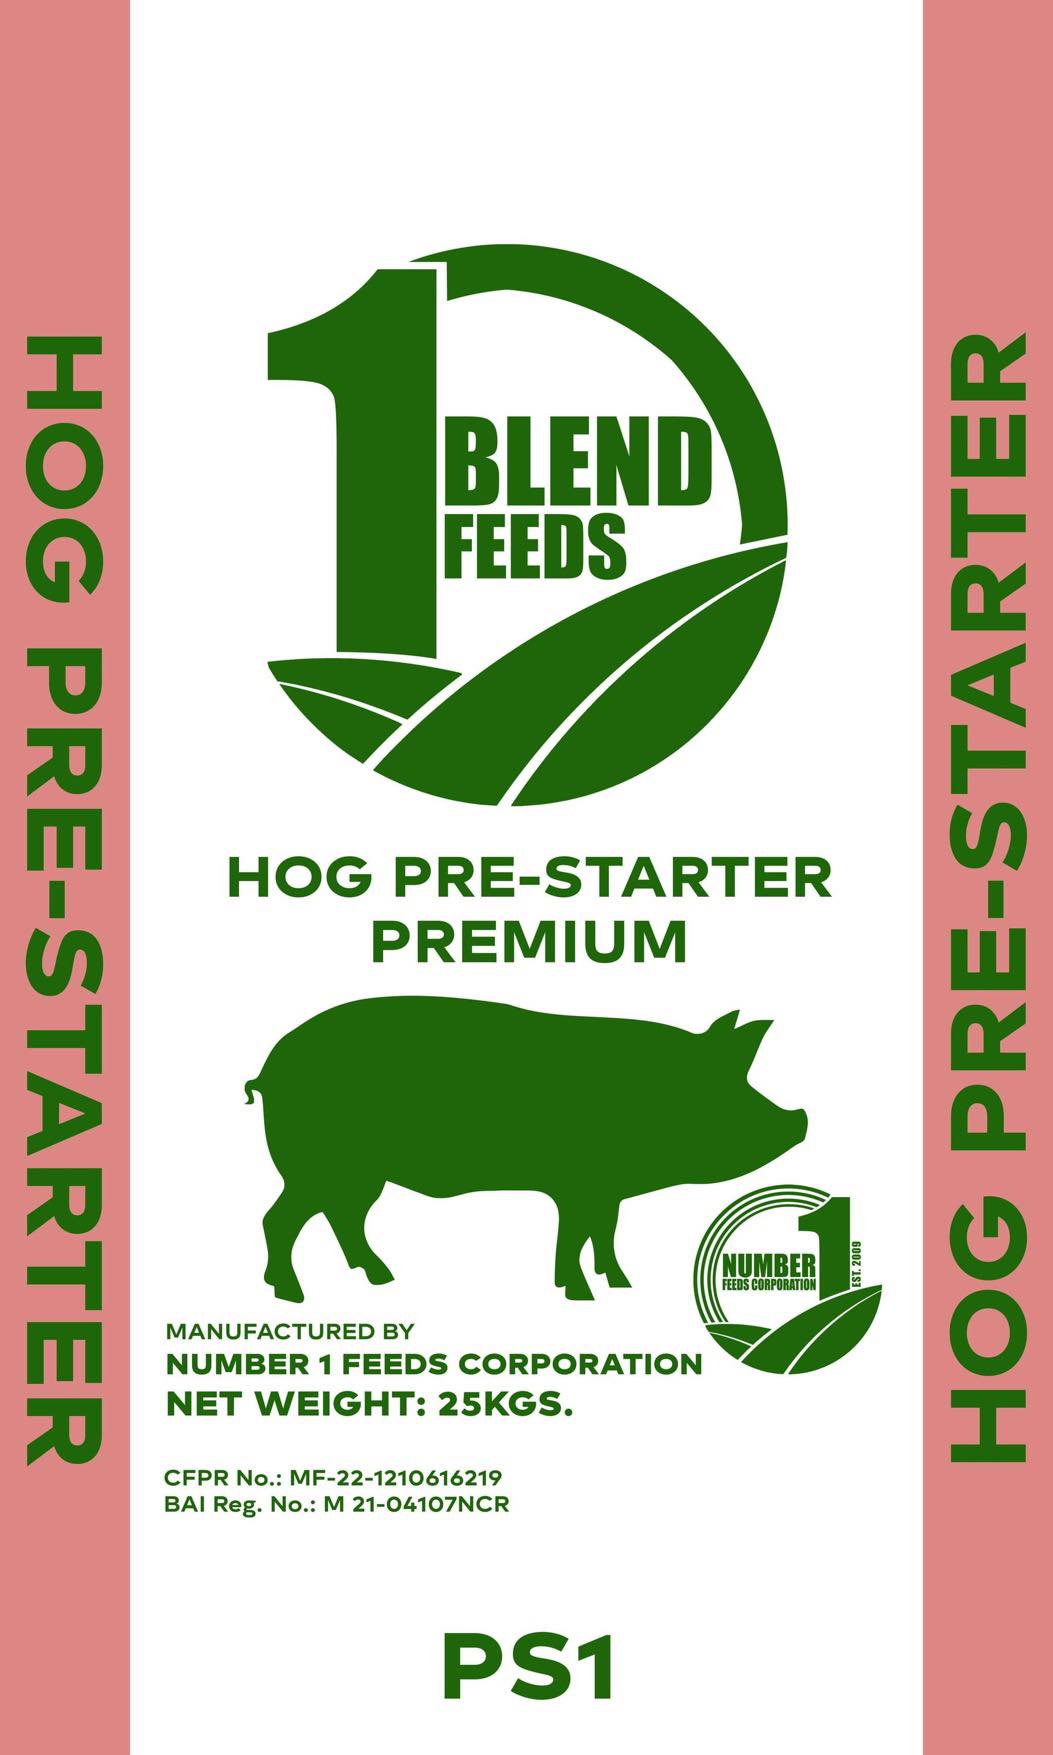 HOG PRE-STARTER
1 BLEND
FEEDS
HOG PRE-STARTER
PREMIUM
NUMBER 1
FEEDS CORPORATION
EST. 2009
MANUFACTURED BY
NUMBER 1 FEEDS CORPORATION
NET WEIGHT: 25KGS.
CFPR No.: MF-22-1210616219
BAI Reg. No.: M 21-04107NCR
PS1
HOG PRE-STARTER